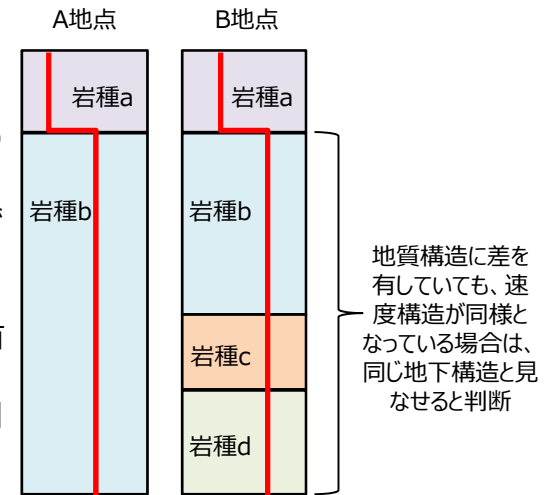 A地点
B地点
岩種a
岩種a
岩種b
岩種b
岩種c
岩種d
地質構造に差を
有していても、速
度構造が同様と
なっている場合は、
同じ地下構造と見
なせると判断